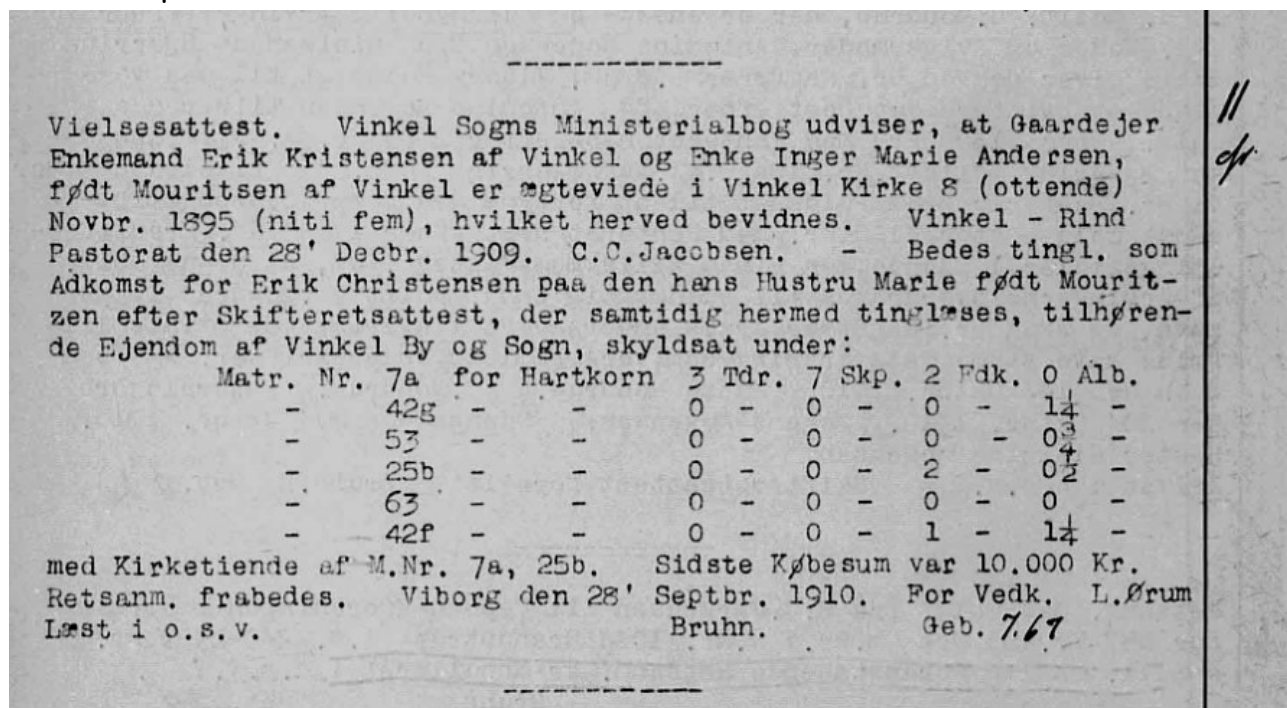 Vielsesattest. Vinkel Sogns Ministerialbog udviser, at Gaardejer
Enkemand Erik Kristensen af Vinkel og Enke Inger Marie Andersen,
født Mouritsen af Vinkel er ægteviede i Vinkel Kirke 8 (ottende)
Novbr. 1895 (niti fem), hvilket herved bevidnes. Vinkel - Rind
Pastorat den 28' Decbr. 1909. C.C.Jacobsen. - Bedes tingl. som
Adkomst for Erik Christensen paa den hans Hustru Marie født Mourit-
zen efter Skifteretsattest, der samtidig hermed tinglæses, tilhøren-
de Ejendom af Vinkel By og Sogn, skyldsat under:
Matr. Nr. 7a for Hartkorn 3 Tdr. 7 Skp. 2 Fdk. 0 Alb.
- 42g - - 0 - 0 - 0 - 1¼ -
- 53 - - 0 - 0 - 0 - 0¾ -
- 25b - - 0 - 0 - 2 - 0½ -
- 63 - - 0 - 0 - 0 - 0 -
- 42f - - 0 - 0 - 1 - 1¼ -
med Kirketiende af M.Nr. 7a, 25b. Sidste Købesum var 10.000 Kr.
Retsanm. frabedes. Viborg den 28' Septbr. 1910. For Vedk. L.Ørum
Læst i o.s.v. Bruhn. Geb. 7.67
11